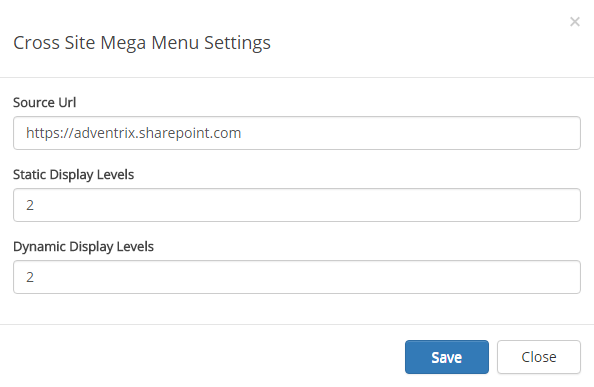 ×
Cross Site Mega Menu Settings
Source Url
https://adventrix.sharepoint.com
Static Display Levels
2
Dynamic Display Levels
2
Save Close